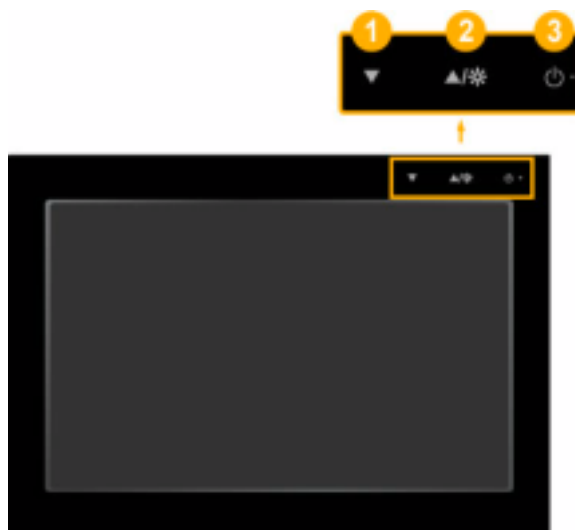 1 2 3
▼ ▲/☼ ⏻
▼ ▲/☼ ⏻